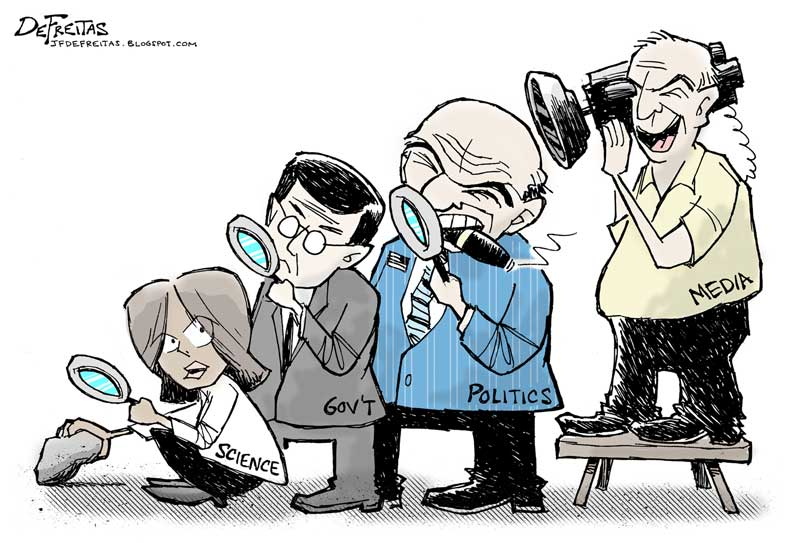 DeFreitas
JFDEFREITAS.BLOGSPOT.COM
SCIENCE
GOV'T
POLITICS
MEDIA